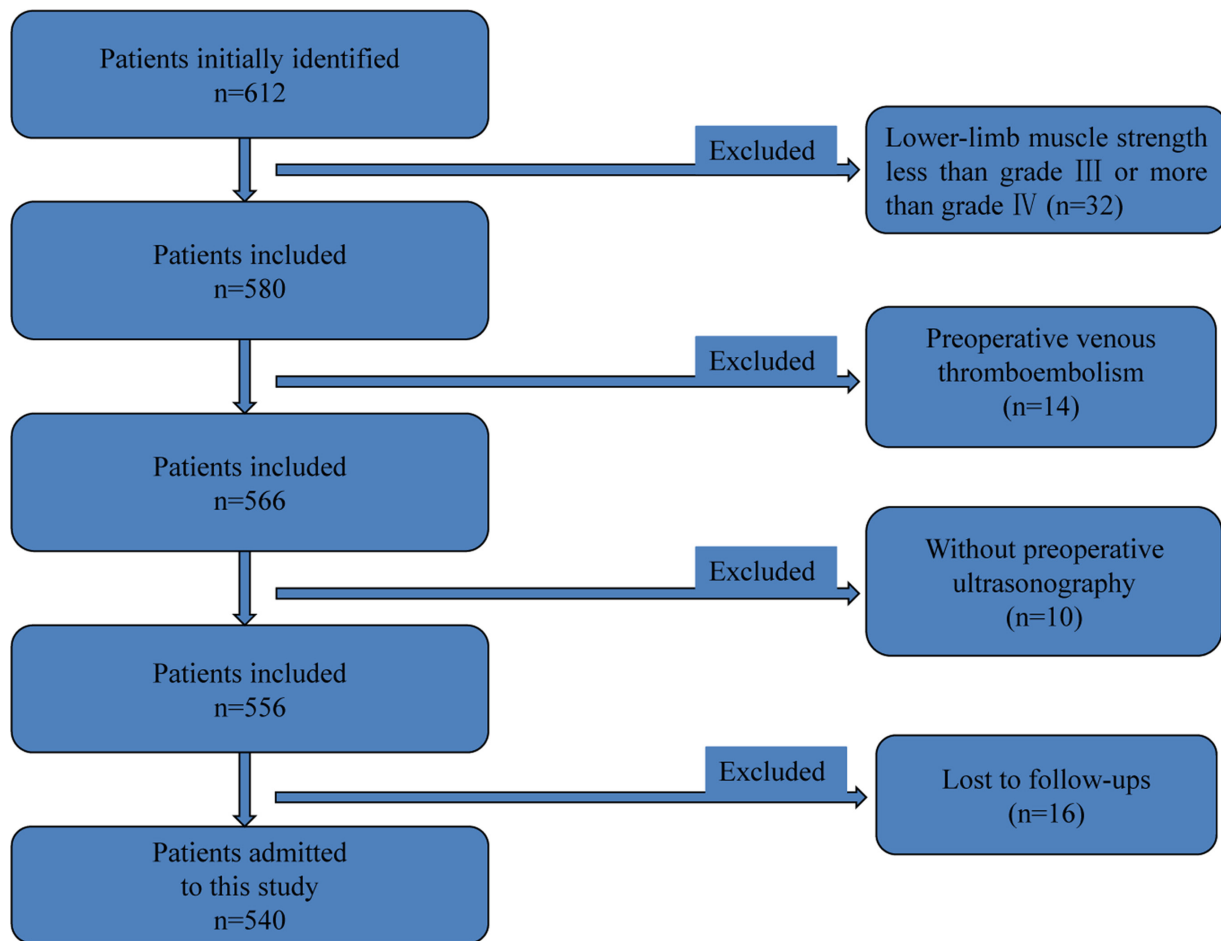 Patients initially identified
n=612
Excluded
Lower-limb muscle strength
less than grade Ⅲ or more
than grade Ⅳ (n=32)
Patients included
n=580
Excluded
Preoperative venous
thromboembolism
(n=14)
Patients included
n=566
Excluded
Without preoperative
ultrasonography
(n=10)
Patients included
n=556
Excluded
Lost to follow-ups
(n=16)
Patients admitted
to this study
n=540